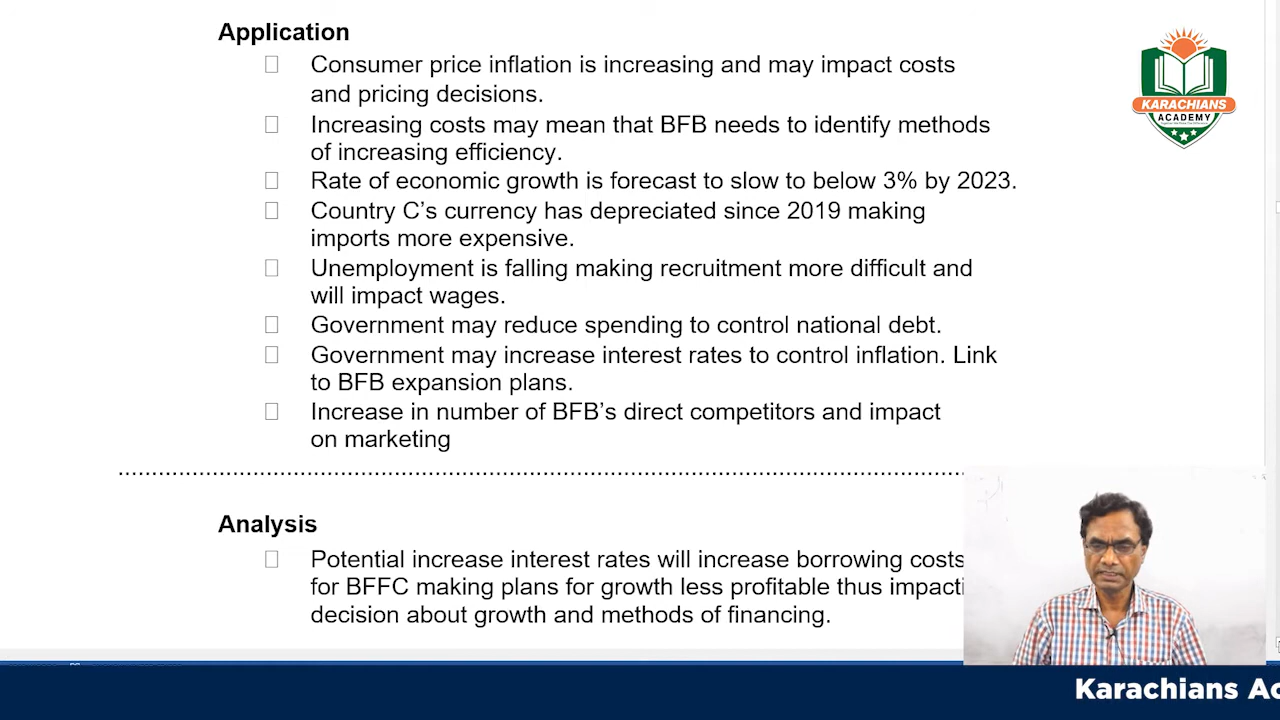 Application
Consumer price inflation is increasing and may impact costs
and pricing decisions.
Increasing costs may mean that BFB needs to identify methods
of increasing efficiency.
Rate of economic growth is forecast to slow to below 3% by 2023.
Country C’s currency has depreciated since 2019 making
imports more expensive.
Unemployment is falling making recruitment more difficult and
will impact wages.
Government may reduce spending to control national debt.
Government may increase interest rates to control inflation. Link
to BFB expansion plans.
Increase in number of BFB’s direct competitors and impact
on marketing
Analysis
Potential increase interest rates will increase borrowing costs
for BFFC making plans for growth less profitable thus impacti
decision about growth and methods of financing.
KARACHIANS
ACADEMY
Karachians Ac